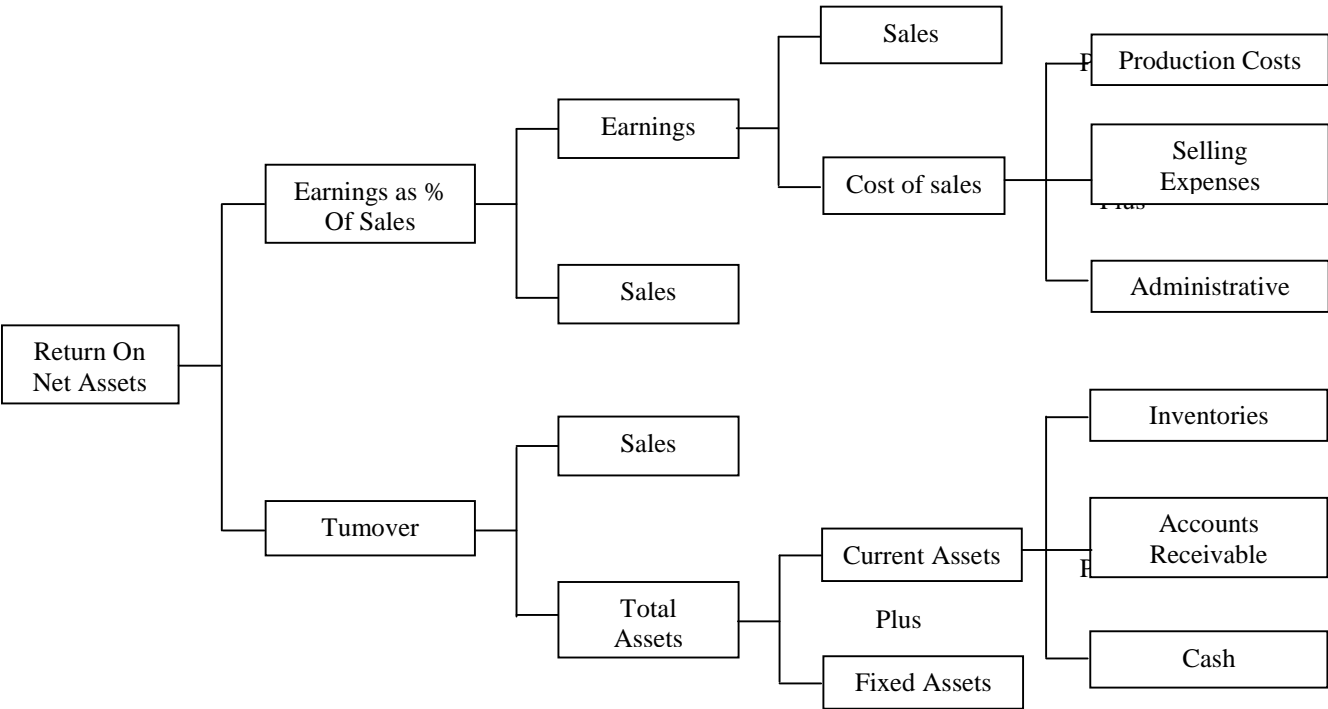 Sales
Production Costs
Earnings
Selling
Expenses
Plus
Cost of sales
Earnings as %
Of Sales
Sales
Administrative
Return On
Net Assets
Sales
Inventories
Tumover
Accounts
Receivable
Current Assets
Total
Assets
Plus
Cash
Fixed Assets